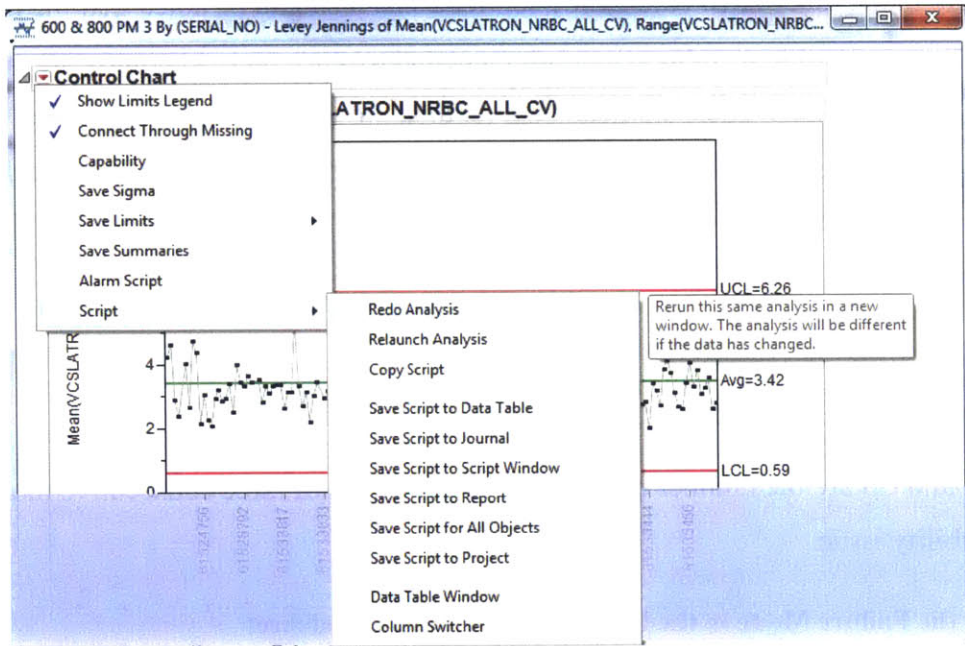 600 & 800 PM 3 By (SERIAL_NO) - Levey Jennings of Mean(VCSLATRON_NRBC_ALL_CV), Range(VCSLATRON_NRBC...
Control Chart
LATRON_NRBC_ALL_CV)
Show Limits Legend
Connect Through Missing
Capability
Save Sigma
Save Limits
Save Summaries
Alarm Script
Script
Redo Analysis
Relaunch Analysis
Copy Script
Save Script to Data Table
Save Script to Journal
Save Script to Script Window
Save Script to Report
Save Script for All Objects
Save Script to Project
Data Table Window
Column Switcher
Rerun this same analysis in a new
window. The analysis will be different
if the data has changed.
UCL=6.26
Avg=3.42
LCL=0.59
Mean(VCSLATR
4
2
0